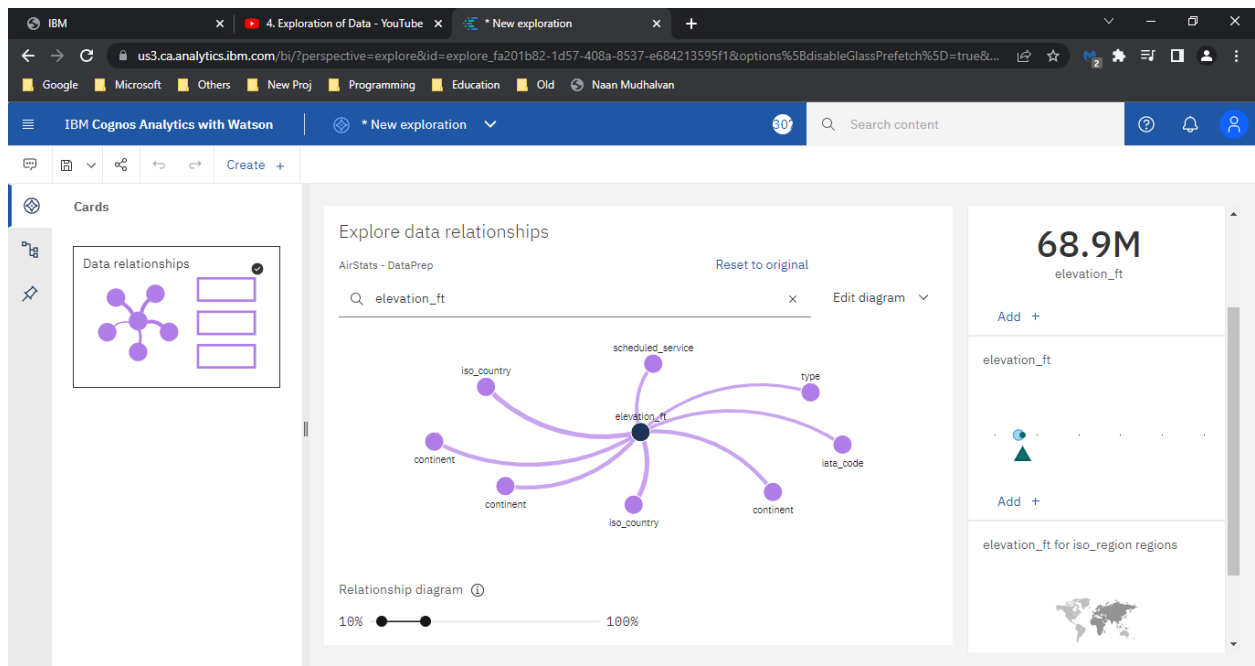 IBM
4. Exploration of Data - YouTube
* New exploration
us3.ca.analytics.ibm.com/bi/?perspective=explore&id=explore_fa201b82-1d57-408a-8537-e684213595f1&options%5BdisableGlassPrefetch%5D=true&...
2
Google Microsoft Others New Proj Programming Education Old Naan Mudhalvan
IBM Cognos Analytics with Watson
* New exploration
30?
Search content
Create +
Cards
Data relationships
Explore data relationships
AirStats - DataPrep
Reset to original
elevation_ft
Edit diagram
scheduled_service
iso_country
type
elevation_ft
continent
iata_code
continent
continent
iso_country
Relationship diagram
10%
100%
68.9M
elevation_ft
Add +
elevation_ft
Add +
elevation_ft for iso_region regions